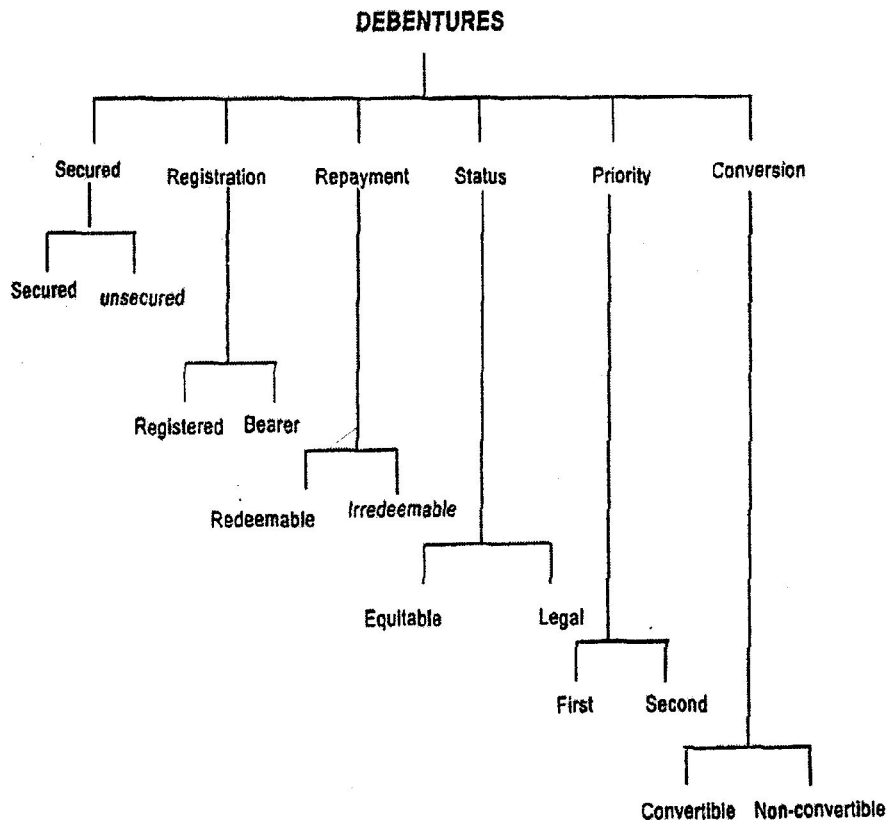 DEBENTURES
Secured Registration Repayment Status Priority Conversion
Secured unsecured
Registered Bearer
Redeemable Irredeemable
Equitable Legal
First Second
Convertible Non-convertible